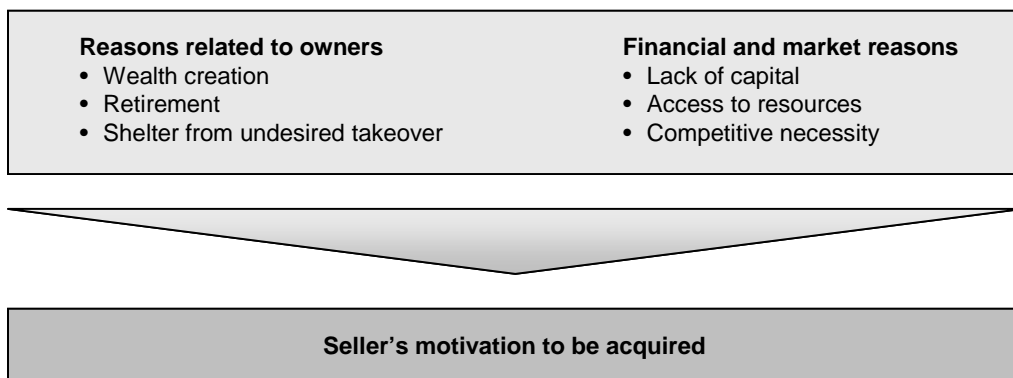 Reasons related to owners
• Wealth creation
• Retirement
• Shelter from undesired takeover
Financial and market reasons
• Lack of capital
• Access to resources
• Competitive necessity
Seller’s motivation to be acquired